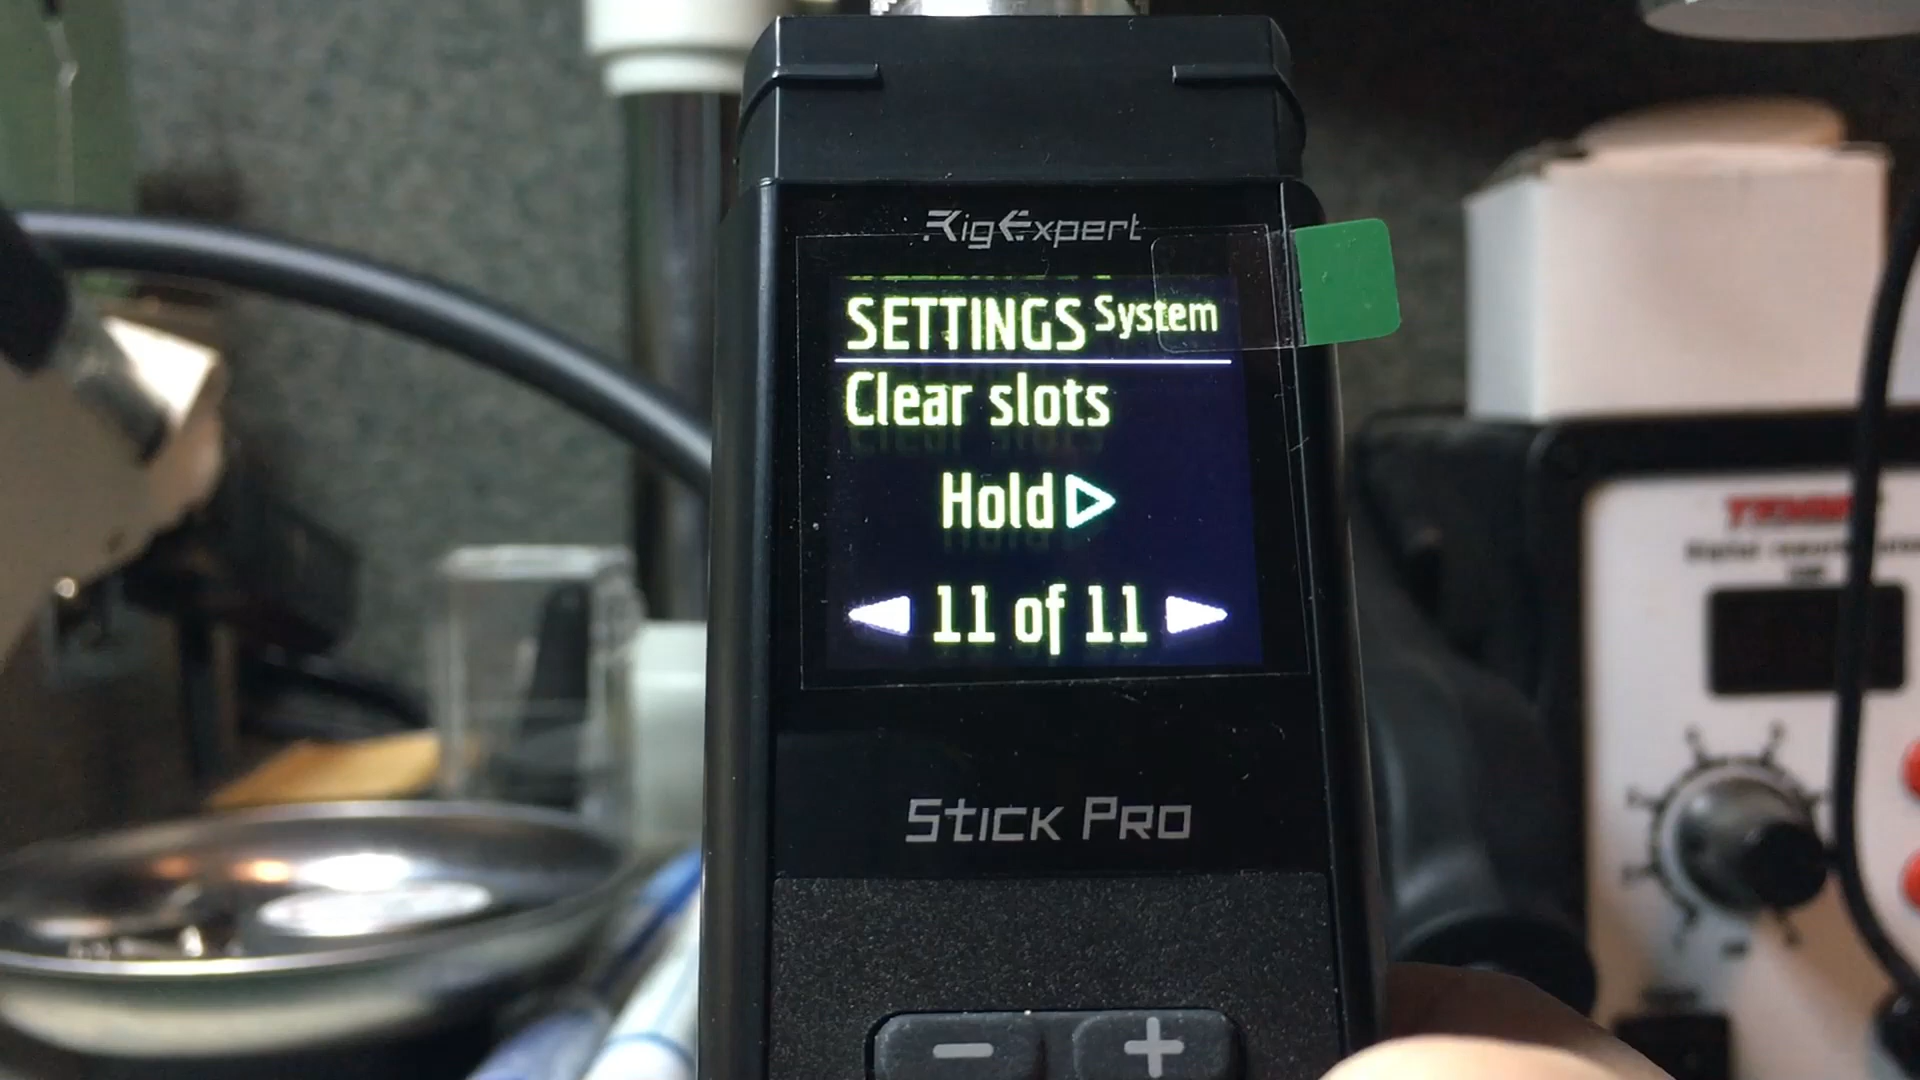 RigExpert
SETTINGS System
Clear slots
Hold
11 of 11
Stick Pro
- +